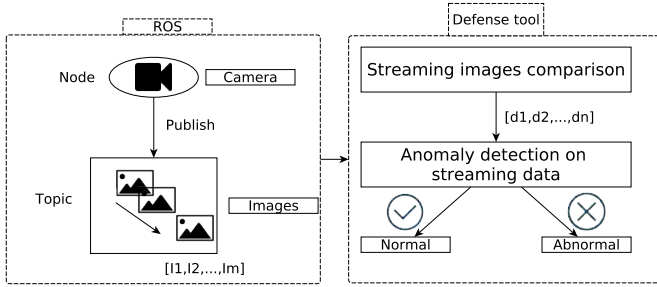 ROS
Node
Camera
Publish
Topic
Images
[I1,I2,...,Im]
Defense tool
Streaming images comparison
[d1,d2,...,dn]
Anomaly detection on
streaming data
Normal
Abnormal